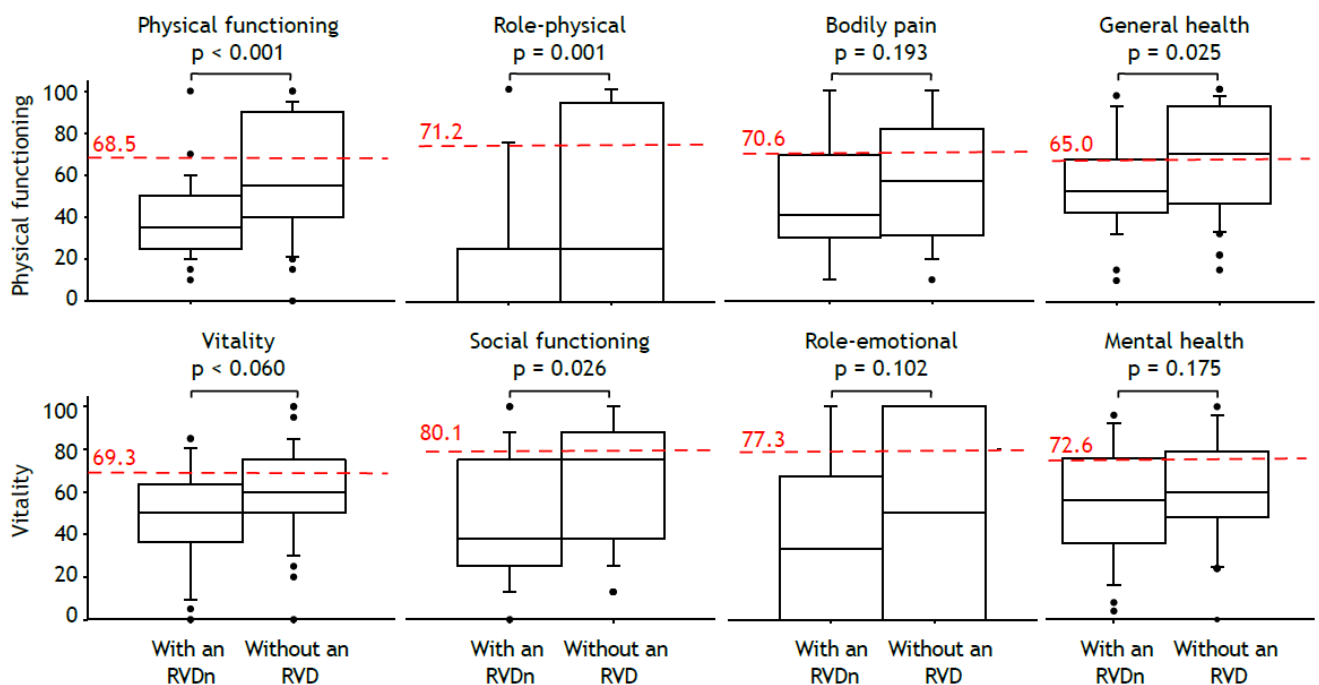 Physical functioning
p < 0.001
Role-physical
p = 0.001
Bodily pain
p = 0.193
General health
p = 0.025
Physical functioning
100
80
60
40
20
0
68.5
71.2
70.6
65.0
Vitality
p < 0.060
Social functioning
p = 0.026
Role-emotional
p = 0.102
Mental health
p = 0.175
Vitality
100
80
60
40
20
0
69.3
80.1
77.3
72.6
With an
RVDn
Without an
RVD
With an
RVDn
Without an
RVD
With an
RVDn
Without an
RVD
With an
RVDn
Without an
RVD